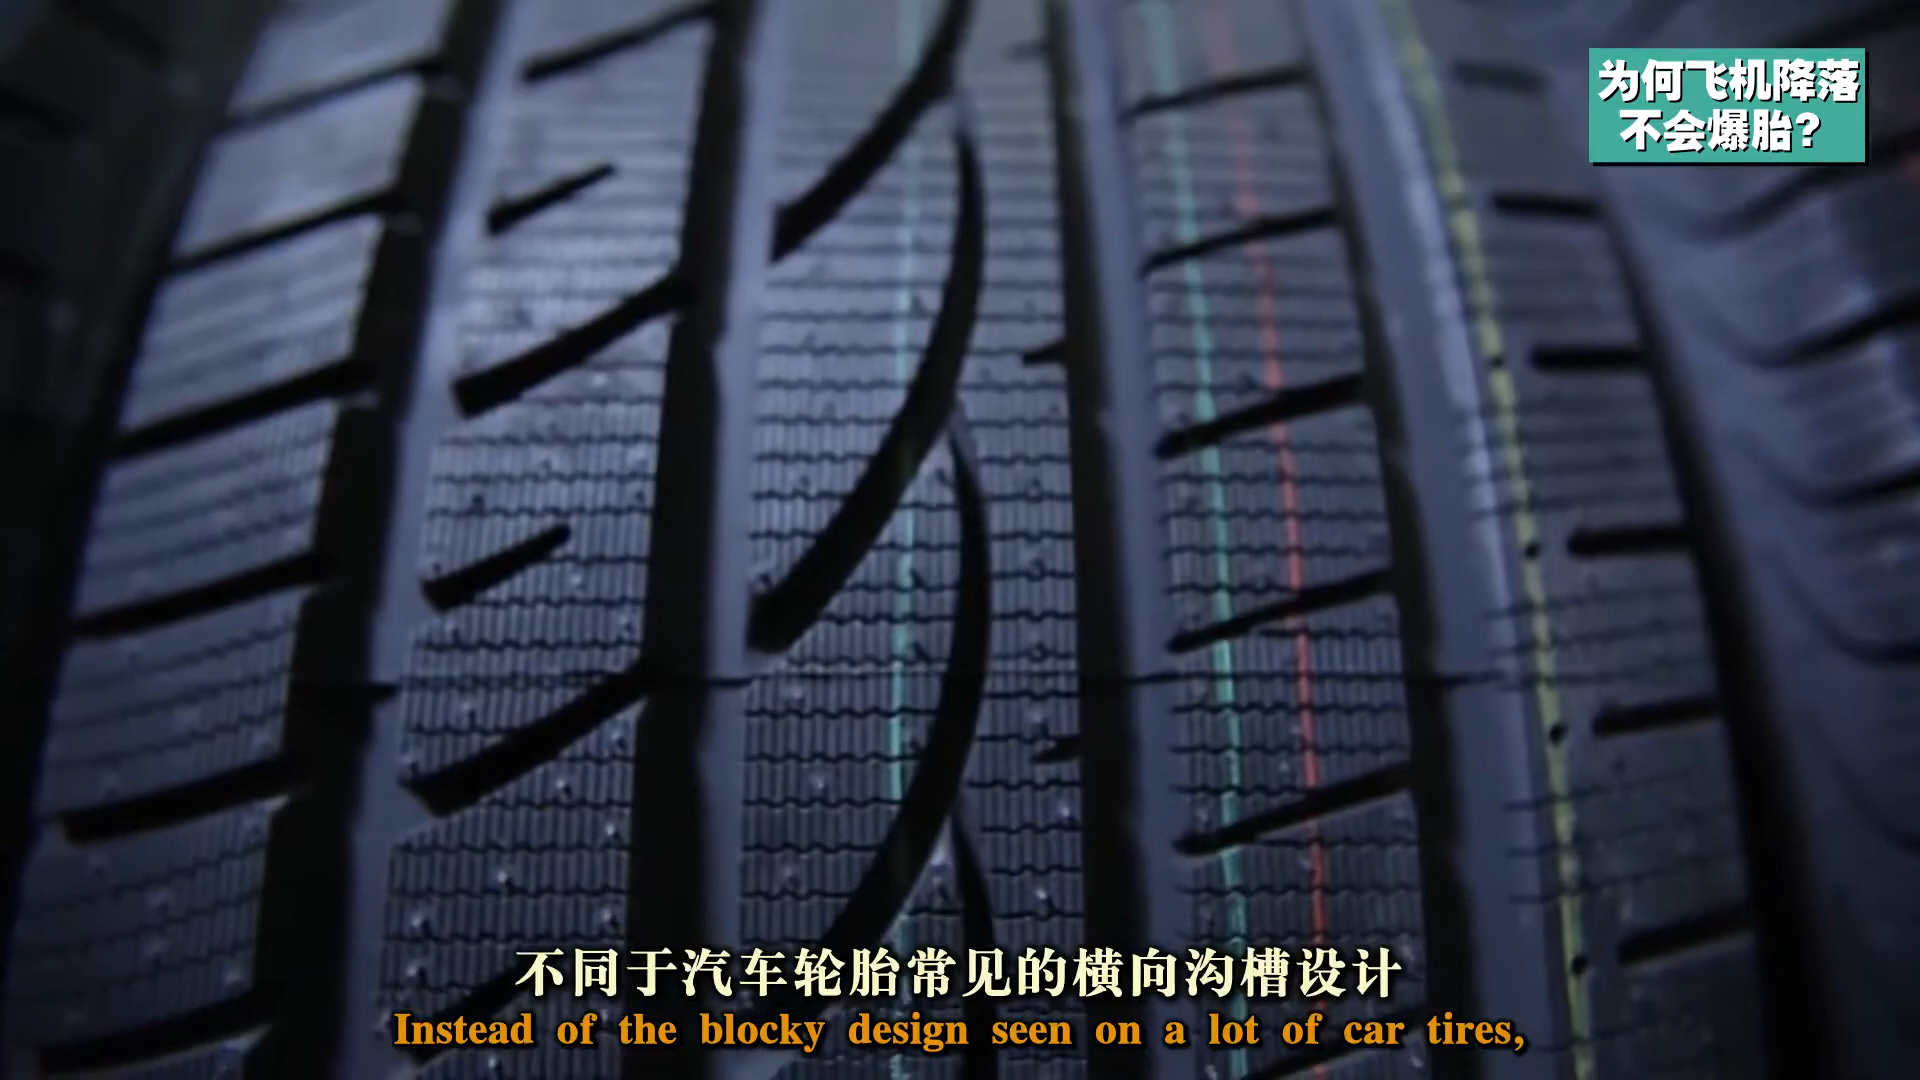 为何飞机降落
不会爆胎?
不同于汽车轮胎常见的横向沟槽设计
Instead of the blocky design seen on a lot of car tires,